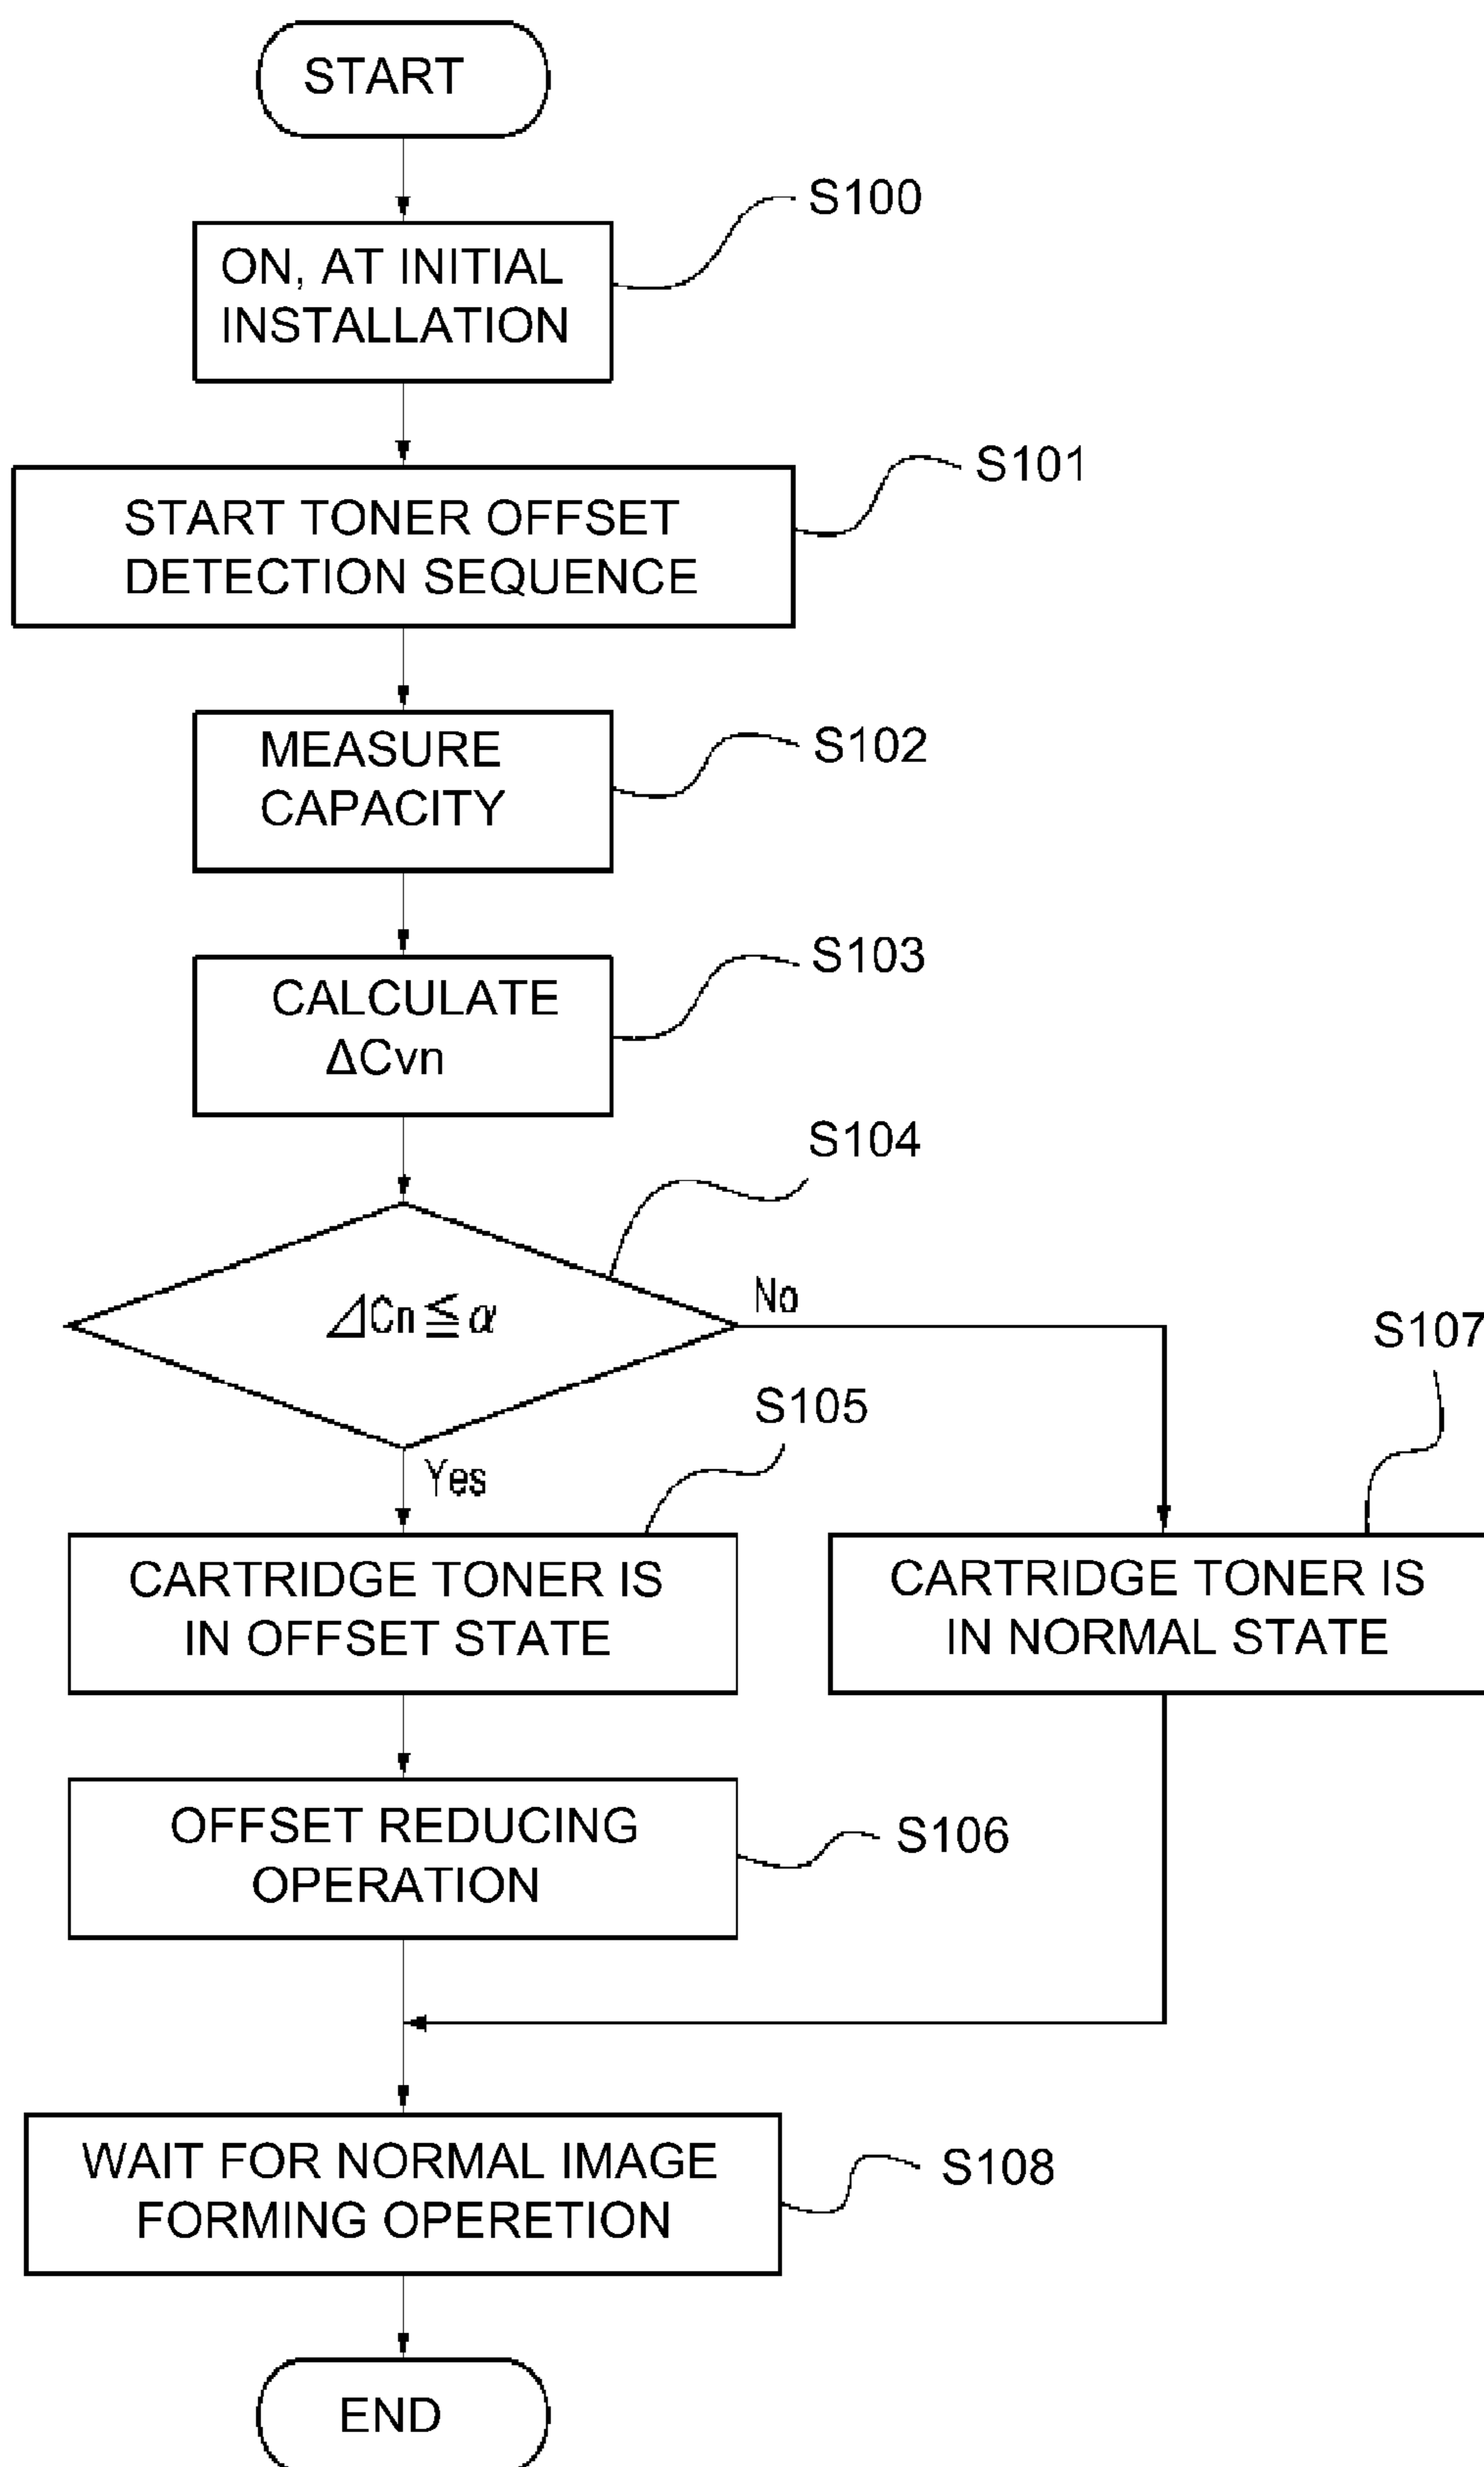 START
S100
ON, AT INITIAL
INSTALLATION
S101
START TONER OFFSET
DETECTION SEQUENCE
S102
MEASURE
CAPACITY
S103
CALCULATE
ΔCvn
S104
⊿Cn≦α
No
Yes
S105
S107
CARTRIDGE TONER IS
IN OFFSET STATE
CARTRIDGE TONER IS
IN NORMAL STATE
OFFSET REDUCING
OPERATION
S106
WAIT FOR NORMAL IMAGE
FORMING OPERETION
S108
END